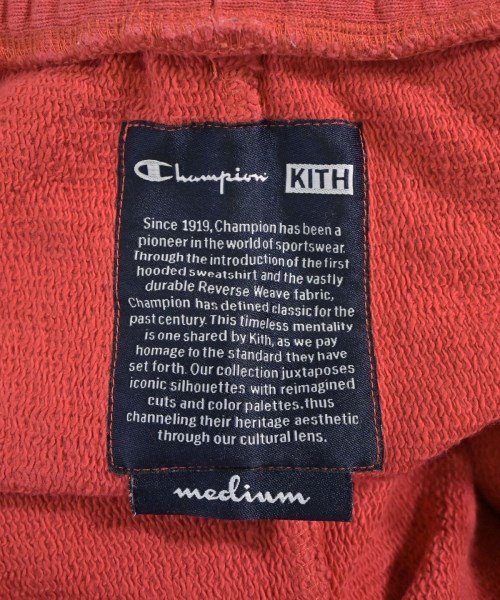 Champion KITH
Since 1919, Champion has been a
pioneer in the world of sportswear.
Through the introduction of the first
hooded sweatshirt and the vastly
durable Reverse Weave fabric,
Champion has defined classic for the
past century. This timeless mentality
is one shared by Kith, as we pay
homage to the standard they have
set forth. Our collection juxtaposes
iconic silhouettes with reimagined
cuts and color palettes, thus
channeling their heritage aesthetic
through our cultural lens.
medium